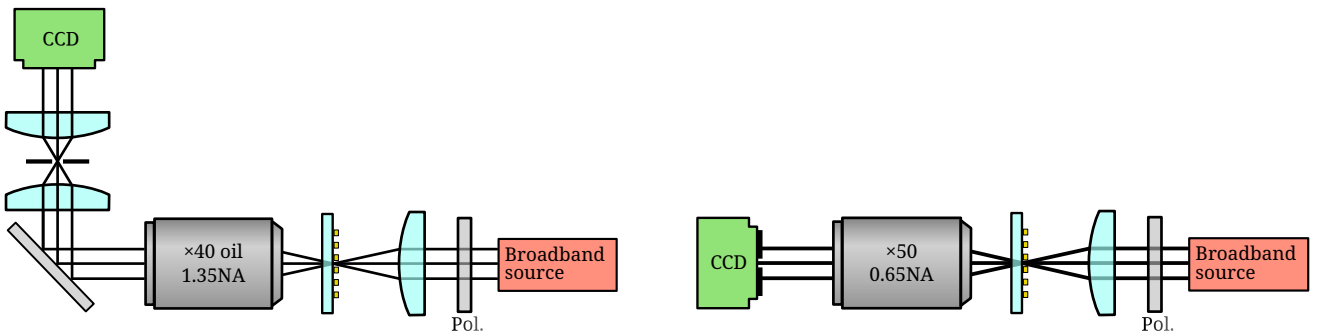 CCD
×40 oil
1.35NA
Broadband
source
Pol.
CCD
×50
0.65NA
Broadband
source
Pol.